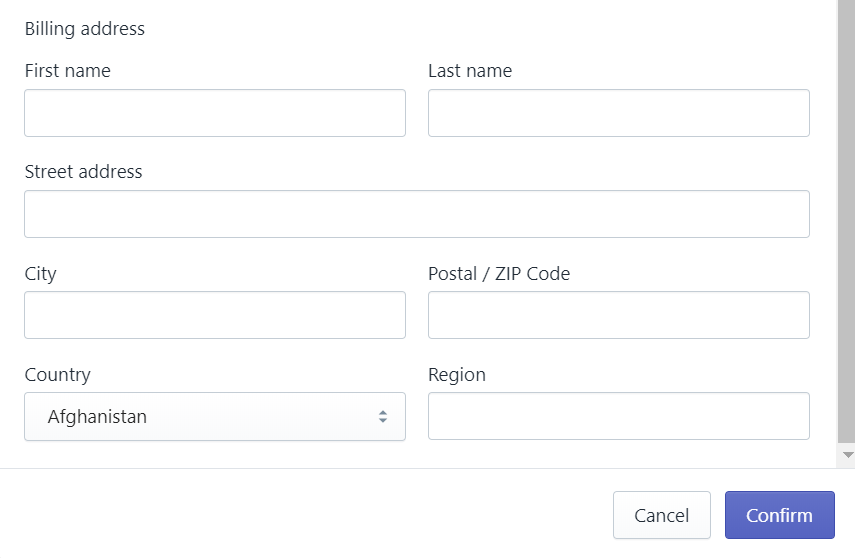 Billing address
First name
Last name
Street address
City
Postal / ZIP Code
Country
Region
Afghanistan
Cancel
Confirm